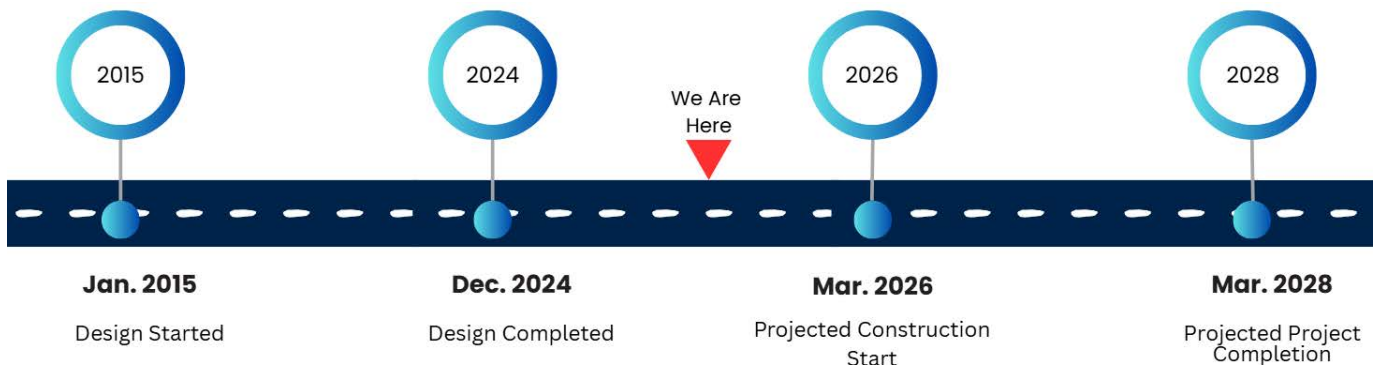 2015
2024
We Are
Here
2026
2028
Jan. 2015
Design Started
Dec. 2024
Design Completed
Mar. 2026
Projected Construction
Start
Mar. 2028
Projected Project
Completion